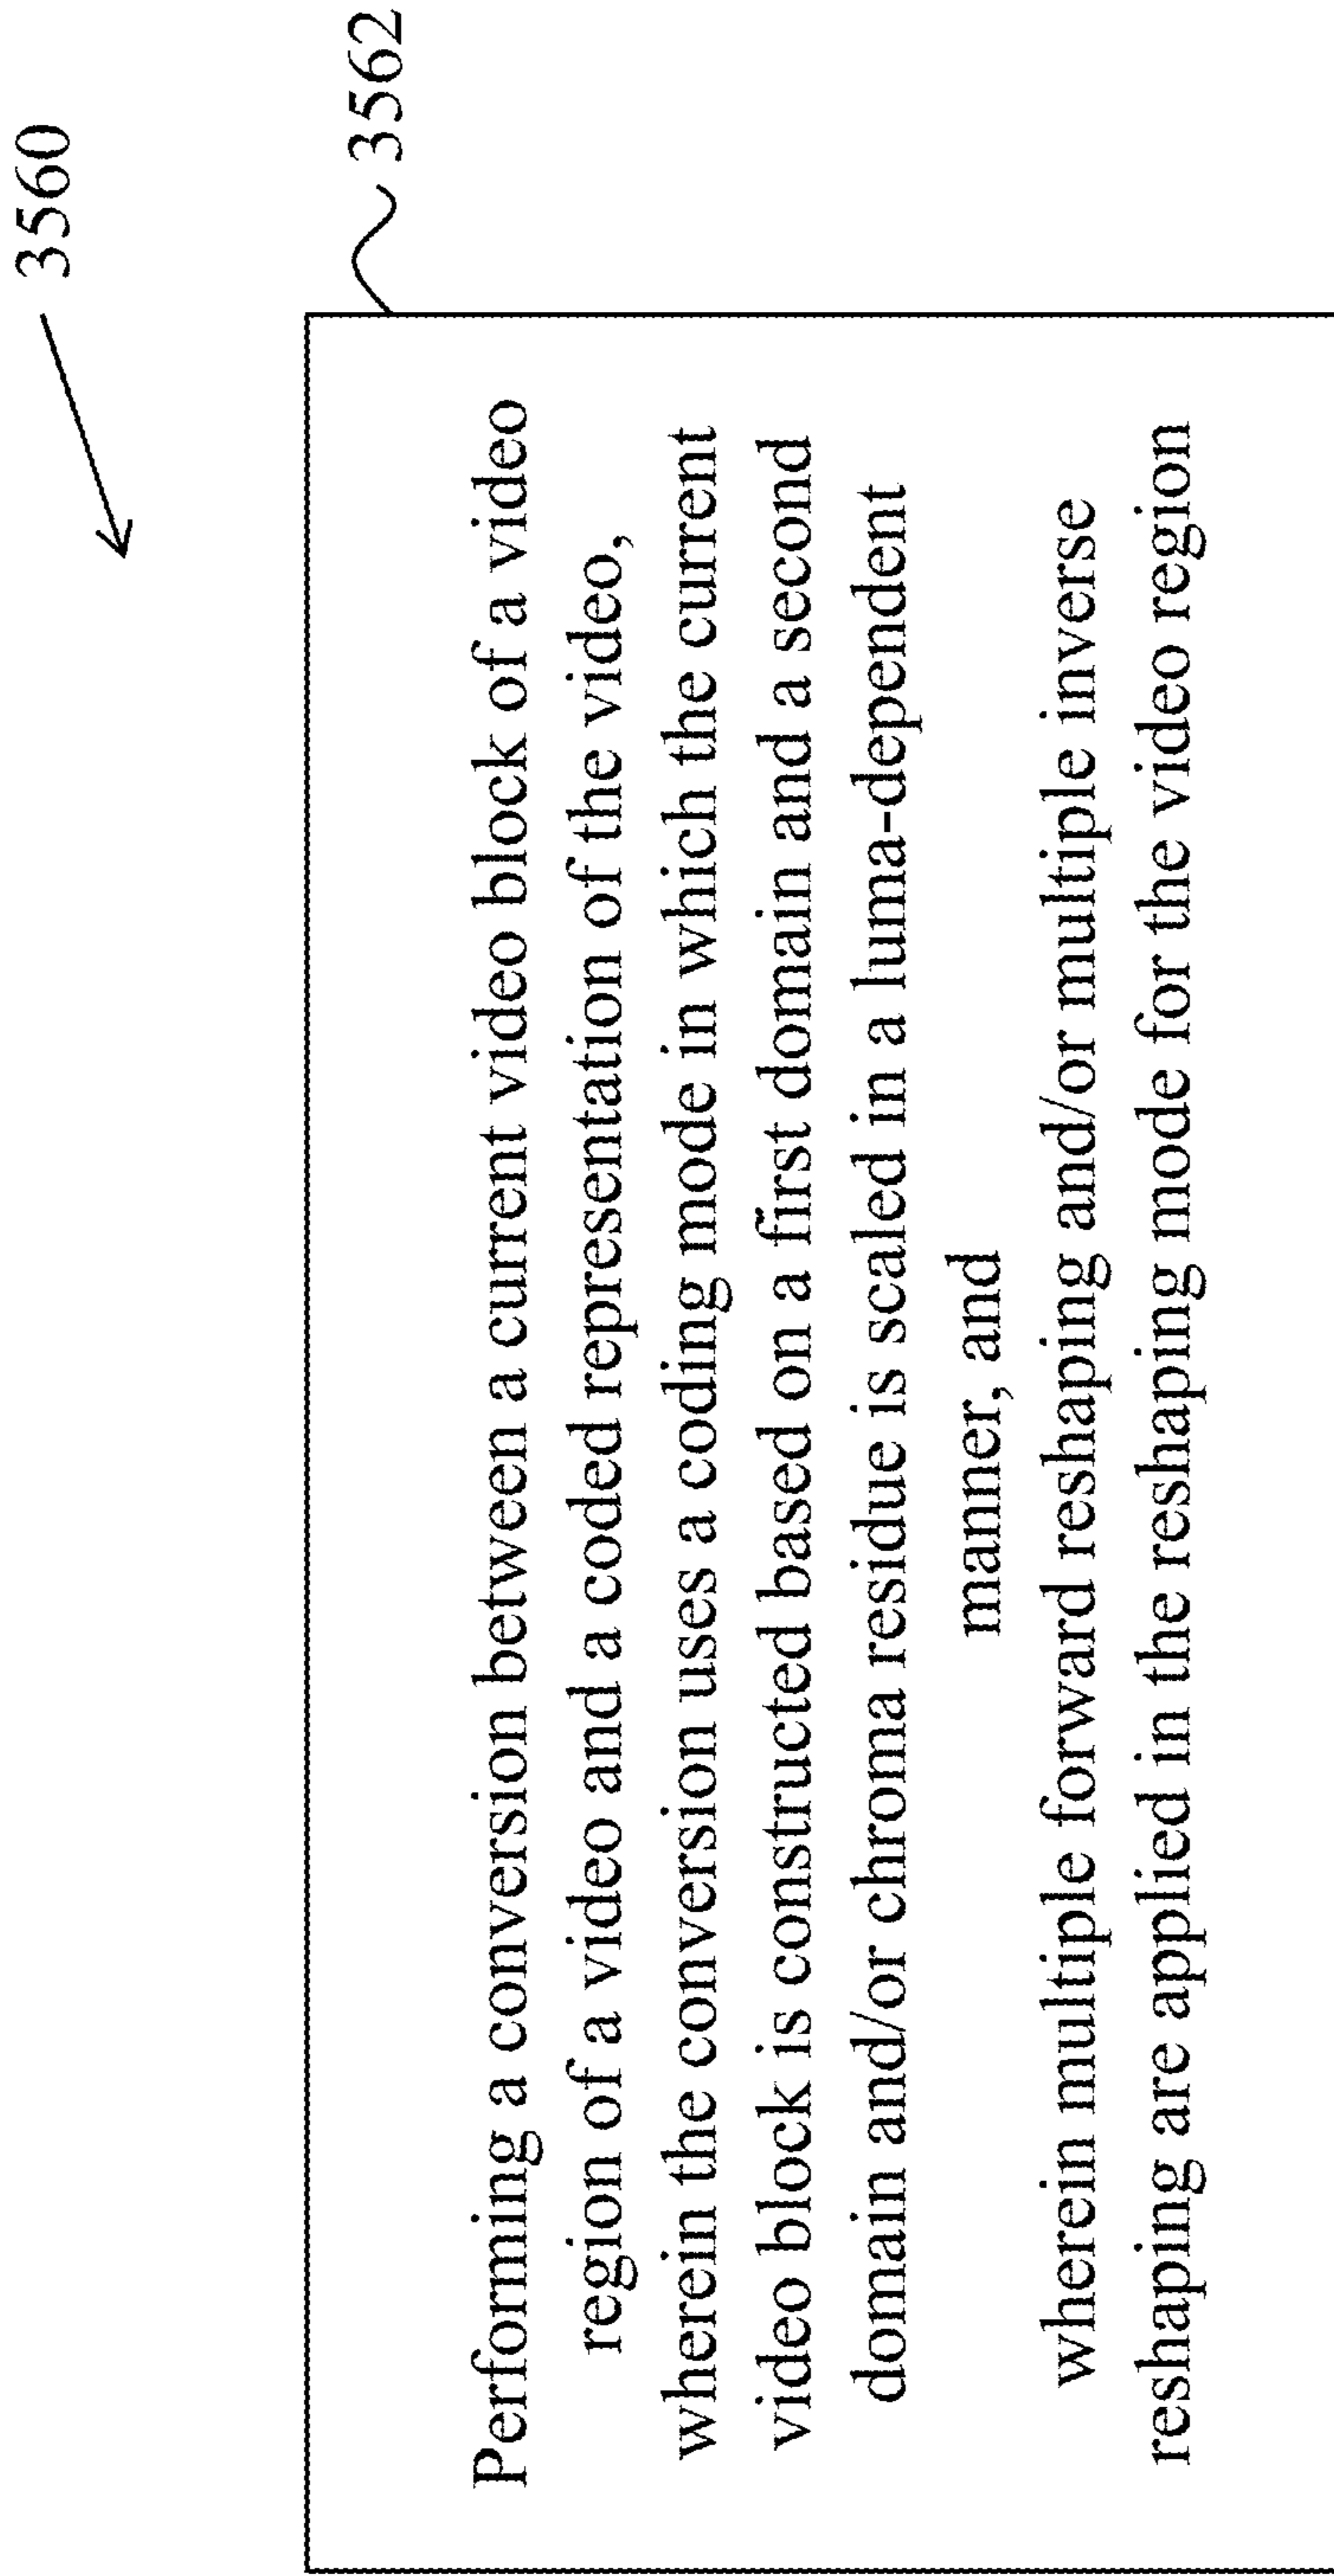 3560
3562
Performing a conversion between a current video block of a video
region of a video and a coded representation of the video,
wherein the conversion uses a coding mode in which the current
video block is constructed based on a first domain and a second
domain and/or chroma residue is scaled in a luma-dependent
manner, and
wherein multiple forward reshaping and/or multiple inverse
reshaping are applied in the reshaping mode for the video region